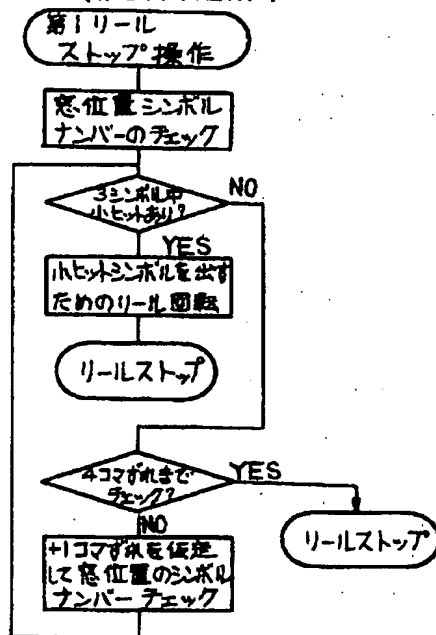 第1リール
ストップ操作
窓位置シンボル
ナンバーのチェック
3シンボル中
小ヒットあり?
NO
YES
小ヒットシンボルを出す
ためのリール回転
リールストップ
4コマずれまで
チェック?
YES
NO
+1コマずれを仮定
して窓位置のシンボル
ナンバーチェック
リールストップ